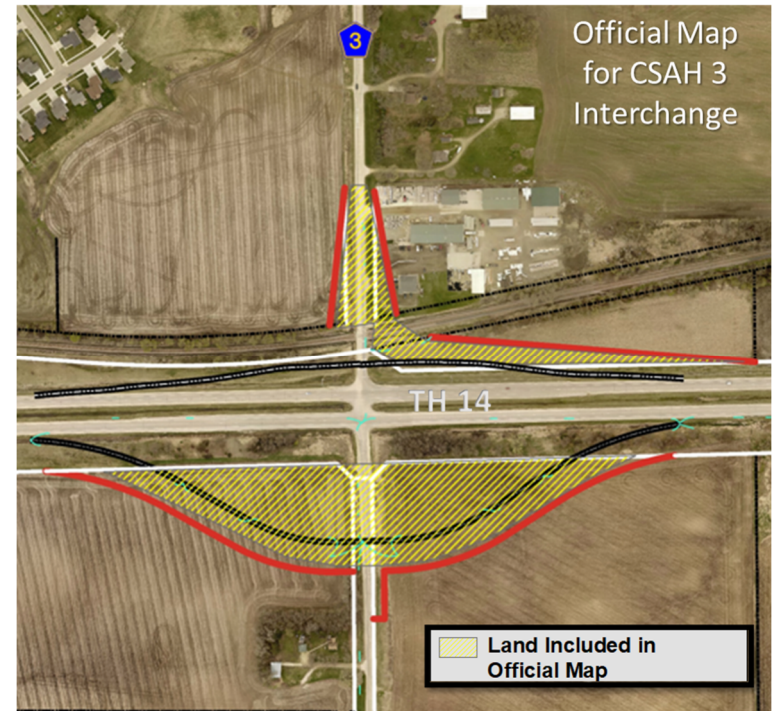 3
Official Map
for CSAH 3
Interchange
TH 14
Land Included in
Official Map